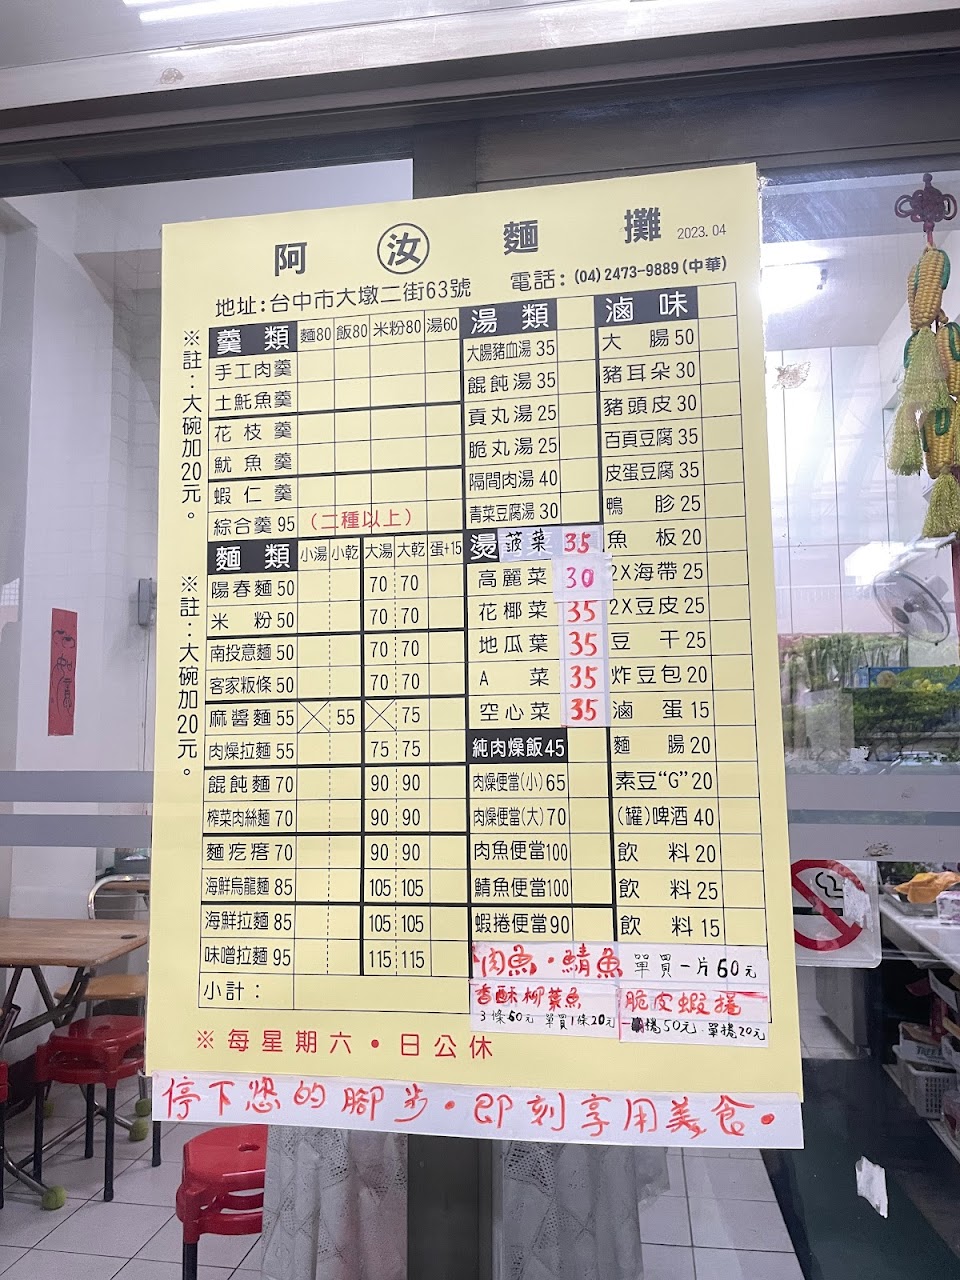 阿汝麵攤 2023.04
地址:台中市大墩二街63號 電話:(04)2473-9889(中華)
※註:大碗加20元。
※註:大碗加20元。
羹類 麵80 飯80 米粉80 湯60
手工肉羹
土魠魚羹
花枝羹
魷魚羹
蝦仁羹
綜合羹95 (二種以上)
麵類 小湯 小乾 大湯 大乾 蛋+15
陽春麵50 70 70
米粉50 70 70
南投意麵50 70 70
客家粄條50 70 70
麻醬麵55 55 75
肉燥拉麵55 75 75
餛飩麵70 90 90
榨菜肉絲麵70 90 90
麵疙瘩70 90 90
海鮮烏龍麵85 105 105
海鮮拉麵85 105 105
味噌拉麵95 115 115
小計:
湯類
大腸豬血湯35
餛飩湯35
貢丸湯25
脆丸湯25
隔間肉湯40
青菜豆腐湯30
燙 菠菜 35
高麗菜 30
花椰菜 35
地瓜葉 35
A菜 35
空心菜 35
純肉燥飯45
肉燥便當(小)65
肉燥便當(大)70
肉魚便當100
鯖魚便當100
蝦捲便當90
滷味
大腸50
豬耳朵30
豬頭皮30
百頁豆腐35
皮蛋豆腐35
鴨胗25
魚板20
2X海帶25
2X豆皮25
豆干25
炸豆包20
滷蛋15
麵腸20
素豆“G”20
(罐)啤酒40
飲料20
飲料25
飲料15
肉魚・鯖魚 單買一片60元
香酥柳葉魚
3條50元 單買1條20元
脆皮蝦捲
捲50元.單捲20元
※每星期六・日公休
停下您的腳步。即刻享用美食。